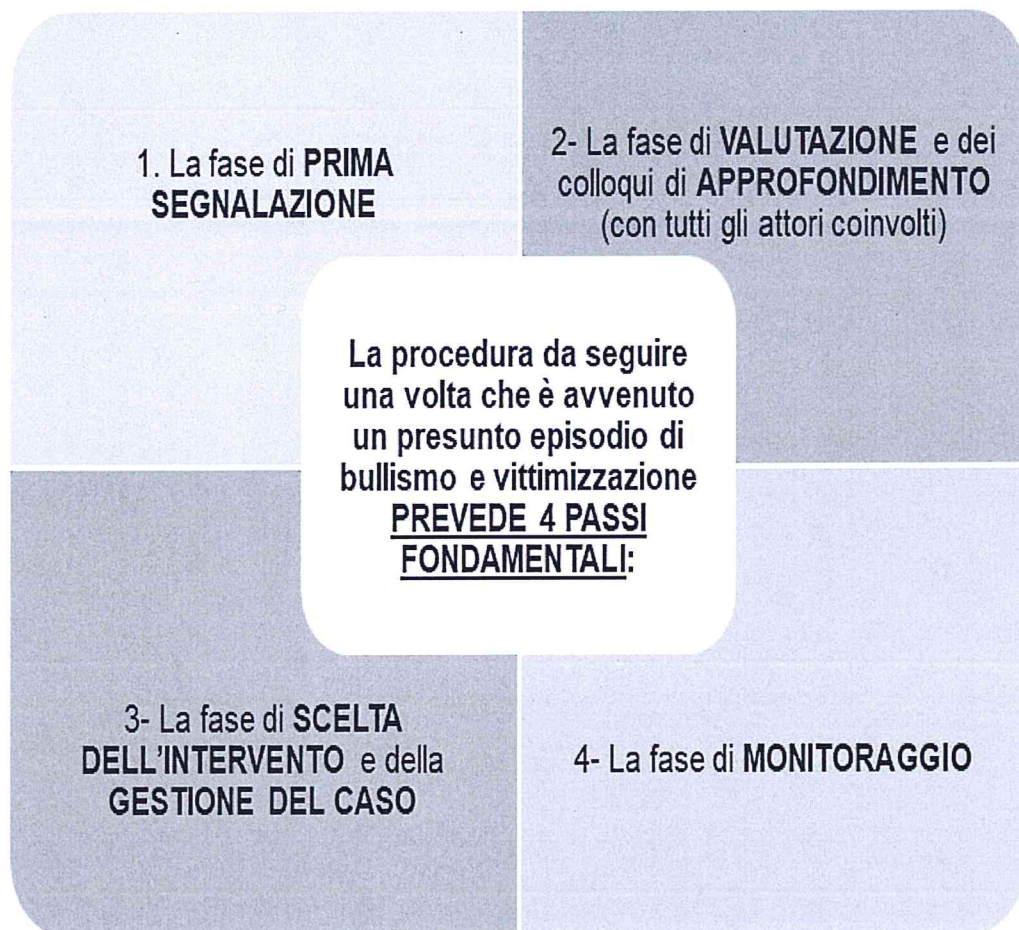 1. La fase di PRIMA
SEGNALAZIONE
2- La fase di VALUTAZIONE e dei
colloqui di APPROFONDIMENTO
(con tutti gli attori coinvolti)
La procedura da seguire
una volta che è avvenuto
un presunto episodio di
bullismo e vittimizzazione
PREVEDE 4 PASSI
FONDAMENTALI:
3- La fase di SCELTA
DELL'INTERVENTO e della
GESTIONE DEL CASO
4- La fase di MONITORAGGIO